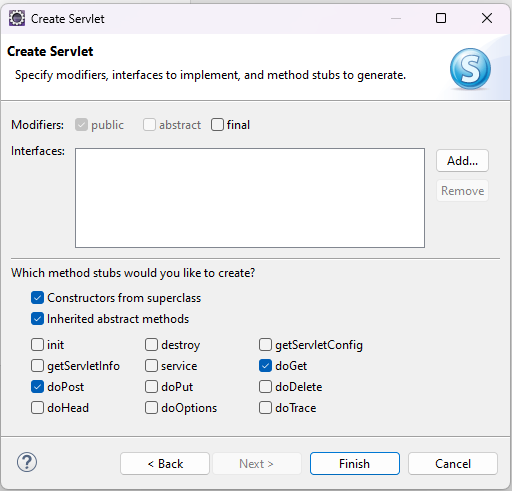 Create Servlet
Create Servlet
Specify modifiers, interfaces to implement, and method stubs to generate.
S
Modifiers: public abstract final
Interfaces:
Add...
Remove
Which method stubs would you like to create?
Constructors from superclass
Inherited abstract methods
init destroy getServletConfig
getServletInfo service doGet
doPost doPut doDelete
doHead doOptions doTrace
? < Back Next > Finish Cancel